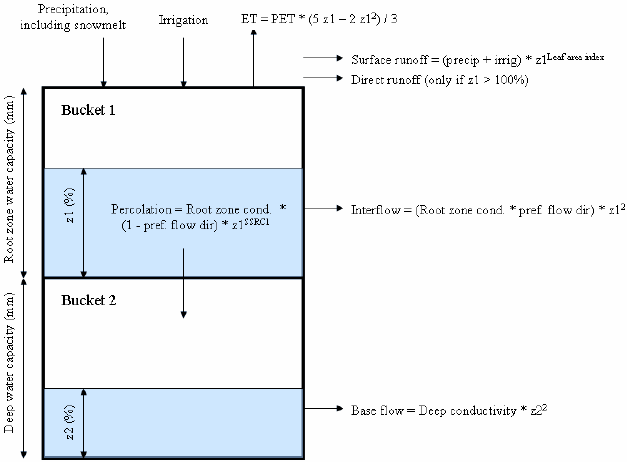 Precipitation,
including snowmelt
Irrigation
ET = PET * (5 z1 – 2 z1²) / 3
Surface runoff = (precip + irrig) * z1^Leaf area index
Direct runoff (only if z1 > 100%)
Root zone water capacity (mm)
Bucket 1
z1 (%)
Percolation = Root zone cond. *
(1 - pref. flow dir) * z1^SSRC1
Interflow = (Root zone cond. * pref. flow dir) * z1²
Deep water capacity (mm)
Bucket 2
z2 (%)
Base flow = Deep conductivity * z2²